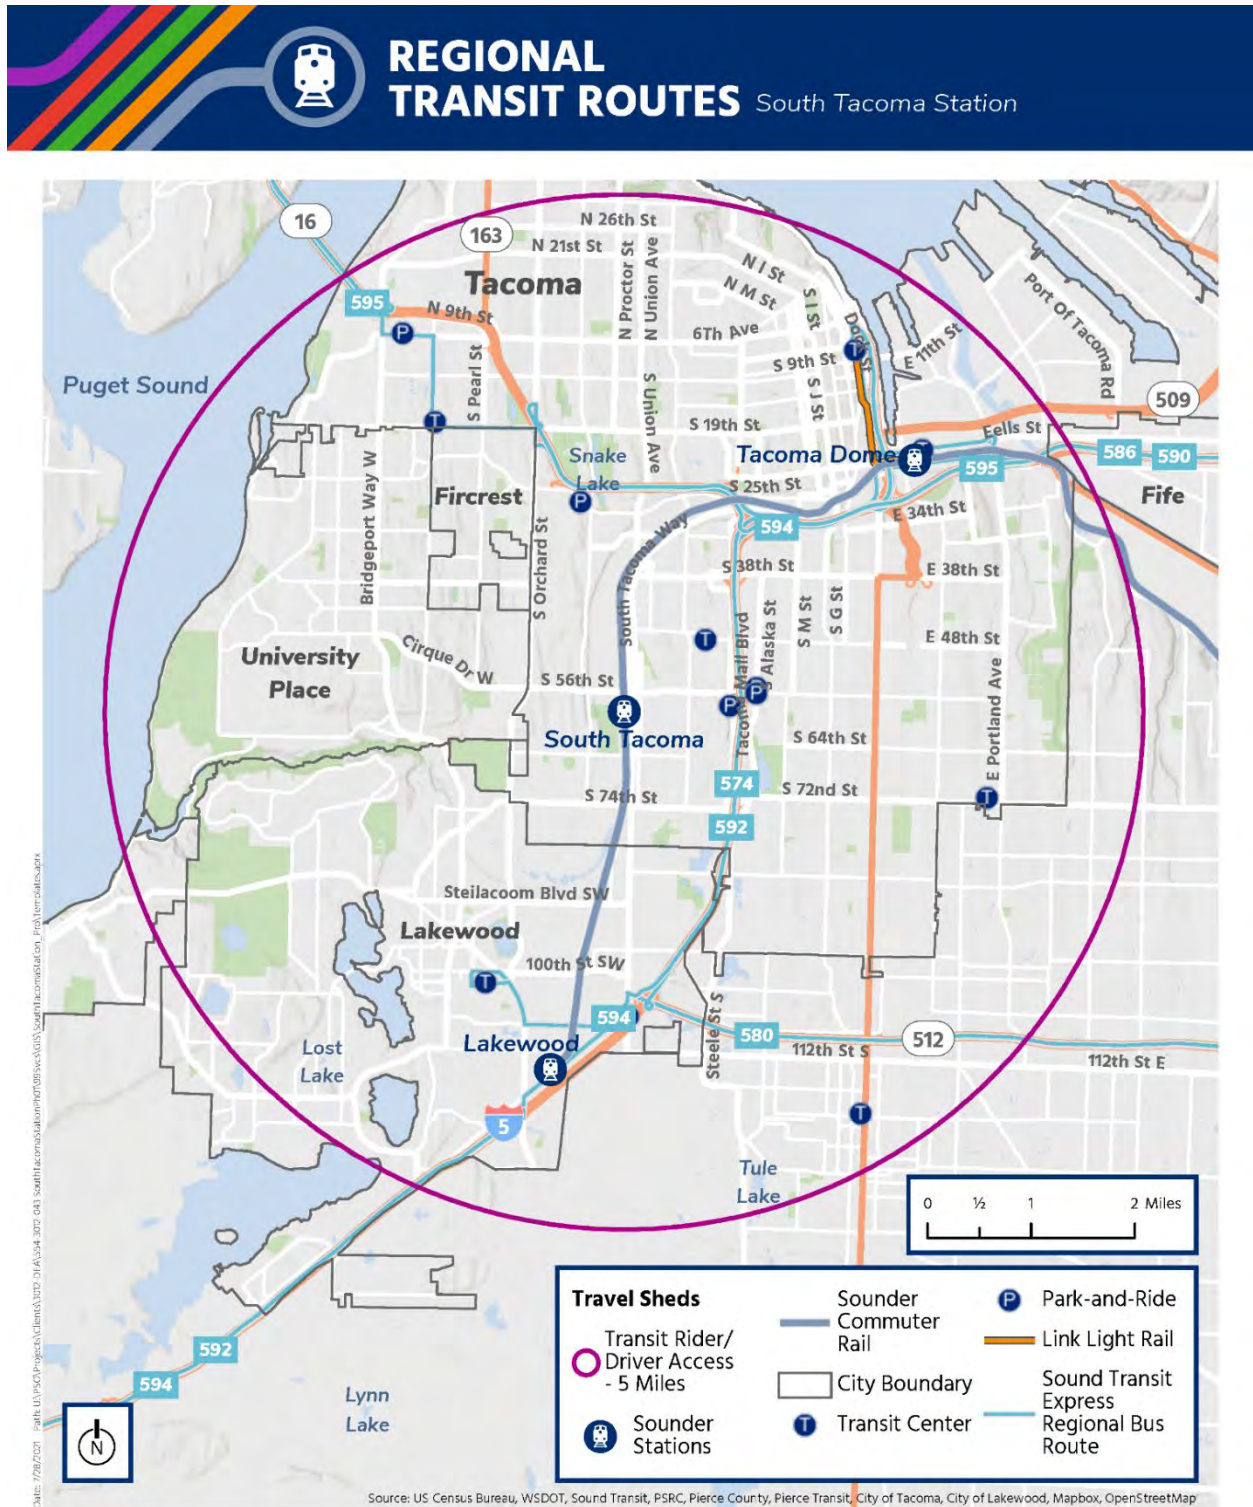 REGIONAL
TRANSIT ROUTES South Tacoma Station
16
163
N 26th St
N 21st St
N Proctor St
N Union Ave
N I St
N M St
Tacoma
Port Of Tacoma Rd
595
N 9th St
6Th Ave
S I St
Dock St
E 11th St
S Pearl St
S 9th St
Puget Sound
S Union Ave
S J St
509
S 19th St
Eells St
Snake
Lake
Tacoma Dome
586
590
595
Bridgeport Way W
Fircrest
S 25th St
Fife
E 34th St
594
S Orchard St
South Tacoma Way
S 38th St
E 38th St
Tacoma Mall Blvd
S Alaska St
S M St
S G St
E 48th St
University
Place
Cirque Dr W
S 56th St
E Portland Ave
South Tacoma
S 64th St
574
S 74th St
S 72nd St
592
Steilacoom Blvd SW
Lakewood
100th St SW
594
Steele St S
580
512
112th St S
112th St E
Lakewood
Lost
Lake
5
Tule
Lake
0 ½ 1 2 Miles
592
594
Lynn
Lake
N
Travel Sheds
Transit Rider/
Driver Access
- 5 Miles
Sounder
Stations
Sounder
Commuter
Rail
City Boundary
T Transit Center
P Park-and-Ride
Link Light Rail
Sound Transit
Express
Regional Bus
Route
Date: 7/28/2021
Source: US Census Bureau, WSDOT, Sound Transit, PSRC, Pierce County, Pierce Transit, City of Tacoma, City of Lakewood, Mapbox, OpenStreetMap